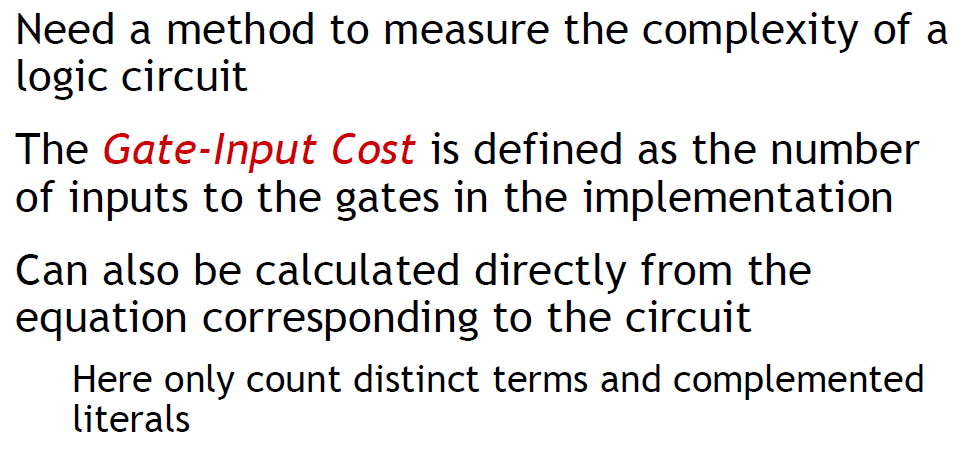 Need a method to measure the complexity of a
logic circuit
The Gate-Input Cost is defined as the number
of inputs to the gates in the implementation
Can also be calculated directly from the
equation corresponding to the circuit
Here only count distinct terms and complemented
literals